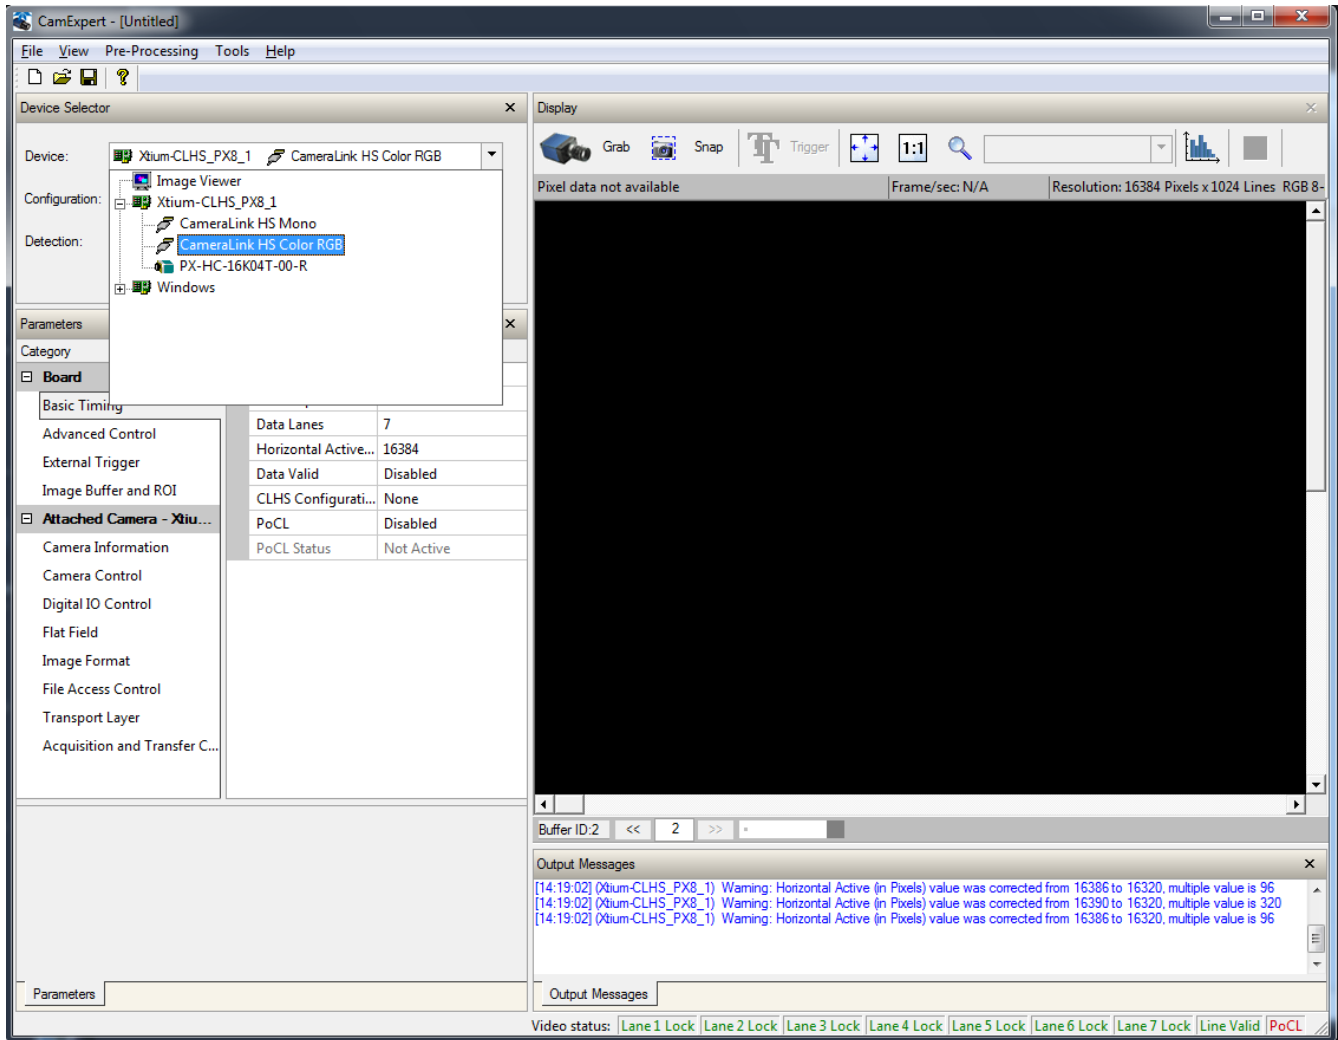 CamExpert - [Untitled]
File View Pre-Processing Tools Help
Device Selector
Device: Xtium-CLHS_PX8_1 CameraLink HS Color RGB
Configuration:
Detection:
Image Viewer
Xtium-CLHS_PX8_1
CameraLink HS Mono
CameraLink HS Color RGB
PX-HC-16K04T-00-R
Windows
Parameters
Category
Board
Basic Timing
Advanced Control
External Trigger
Image Buffer and ROI
Attached Camera - Xtiu...
Camera Information
Camera Control
Digital IO Control
Flat Field
Image Format
File Access Control
Transport Layer
Acquisition and Transfer C...
Data Lanes 7
Horizontal Active... 16384
Data Valid Disabled
CLHS Configurati... None
PoCL Disabled
PoCL Status Not Active
Parameters
Display
Grab Snap Trigger 1:1
Pixel data not available Frame/sec: N/A Resolution: 16384 Pixels x 1024 Lines RGB 8-
Buffer ID:2 << 2 >>
Output Messages
[14:19:02] (Xtium-CLHS_PX8_1) Warning: Horizontal Active (in Pixels) value was corrected from 16386 to 16320, multiple value is 96
[14:19:02] (Xtium-CLHS_PX8_1) Warning: Horizontal Active (in Pixels) value was corrected from 16390 to 16320, multiple value is 320
[14:19:02] (Xtium-CLHS_PX8_1) Warning: Horizontal Active (in Pixels) value was corrected from 16386 to 16320, multiple value is 96
Output Messages
Video status: Lane 1 Lock Lane 2 Lock Lane 3 Lock Lane 4 Lock Lane 5 Lock Lane 6 Lock Lane 7 Lock Line Valid PoCL